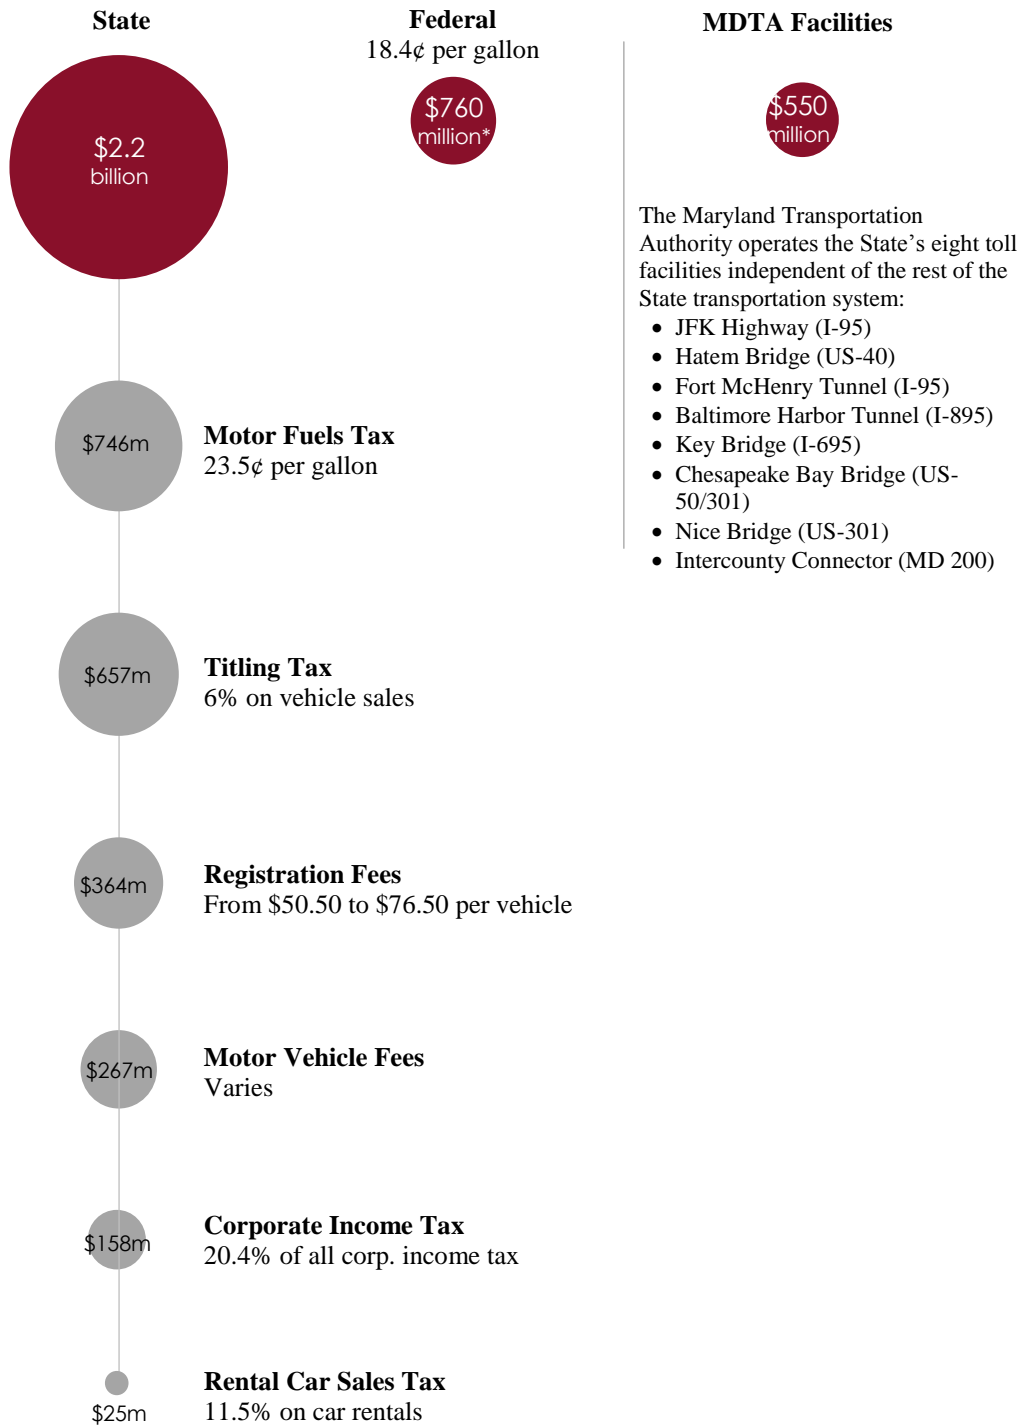 State
$2.2
billion
Federal
18.4¢ per gallon
$760
million*
MDTA Facilities
$550
million
The Maryland Transportation
Authority operates the State’s eight toll
facilities independent of the rest of the
State transportation system:
• JFK Highway (I-95)
• Hatem Bridge (US-40)
• Fort McHenry Tunnel (I-95)
• Baltimore Harbor Tunnel (I-895)
• Key Bridge (I-695)
• Chesapeake Bay Bridge (US-
50/301)
• Nice Bridge (US-301)
• Intercounty Connector (MD 200)
$746m
Motor Fuels Tax
23.5¢ per gallon
$657m
Titling Tax
6% on vehicle sales
$364m
Registration Fees
From $50.50 to $76.50 per vehicle
$267m
Motor Vehicle Fees
Varies
$158m
Corporate Income Tax
20.4% of all corp. income tax
$25m
Rental Car Sales Tax
11.5% on car rentals